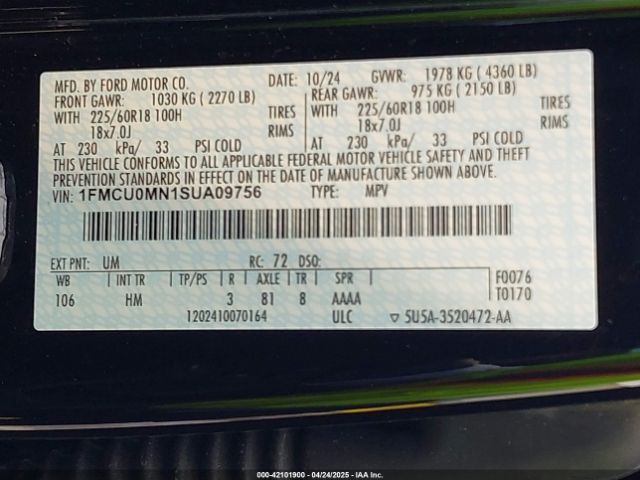 MFD. BY FORD MOTOR CO. DATE: 10/24 GVWR: 1978 KG ( 4360 LB)
FRONT GAWR: 1030 KG ( 2270 LB) REAR GAWR: 975 KG ( 2150 LB)
WITH 225/60R18 100H TIRES WITH 225/60R18 100H TIRES
18x7.0J RIMS 18x7.0J RIMS
AT 230 kPa/ 33 PSI COLD AT 230 kPa/ 33 PSI COLD
THIS VEHICLE CONFORMS TO ALL APPLICABLE FEDERAL MOTOR VEHICLE SAFETY AND THEFT
PREVENTION STANDARDS IN EFFECT ON THE DATE OF MANUFACTURE SHOWN ABOVE.
VIN: 1FMCU0MN1SUA09756 TYPE: MPV
EXT PNT: UM RC: 72 DSO:
WB INT TR TP/PS R AXLE TR SPR F0076
106 HM 3 81 8 AAAA T0170
1202410070164 ULC ▽ 5U5A-3520472-AA
000-42101900 - 04/24/2025 - IAA Inc.